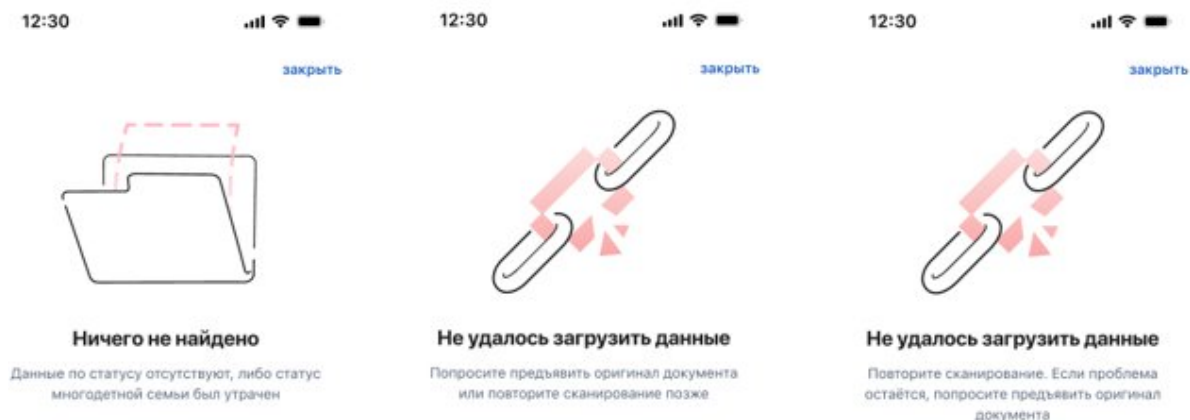 12:30
закрыть
Ничего не найдено
Данные по статусу отсутствуют, либо статус
многодетной семьи был утрачен
12:30
закрыть
Не удалось загрузить данные
Попросите предъявить оригинал документа
или повторите сканирование позже
12:30
закрыть
Не удалось загрузить данные
Повторите сканирование. Если проблема
остаётся, попросите предъявить оригинал
документа